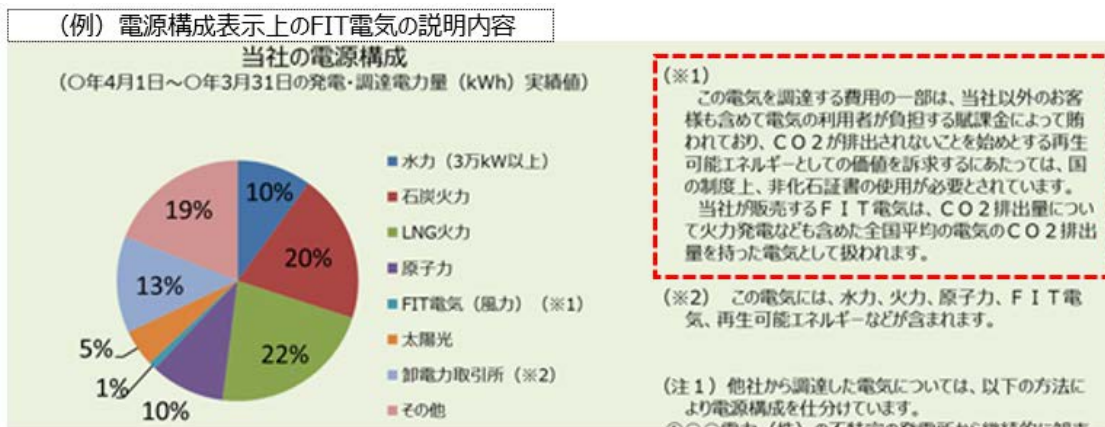 （例）電源構成表示上のFIT電気の説明内容
当社の電源構成
（〇年4月1日～〇年3月31日の発電・調達電力量（kWh）実績値）
10%
20%
22%
10%
1%
5%
13%
19%
水力（3万kW以上）
石炭火力
LNG火力
原子力
FIT電気（風力）（※1）
太陽光
卸電力取引所（※2）
その他
（※1）
この電気を調達する費用の一部は、当社以外のお客
様も含めて電気の利用者が負担する賦課金によって賄
われており、ＣＯ２が排出されないことを始めとする再生
可能エネルギーとしての価値を訴求するにあたっては、国
の制度上、非化石証書の使用が必要とされています。
当社が販売するＦＩＴ電気は、ＣＯ２排出量につい
て火力発電なども含めた全国平均の電気のＣＯ２排出
量を持った電気として扱われます。
（※2） この電気には、水力、火力、原子力、ＦＩＴ電
気、再生可能エネルギーなどが含まれます。
（注１）他社から調達した電気については、以下の方法に
より電源構成を仕分けています。